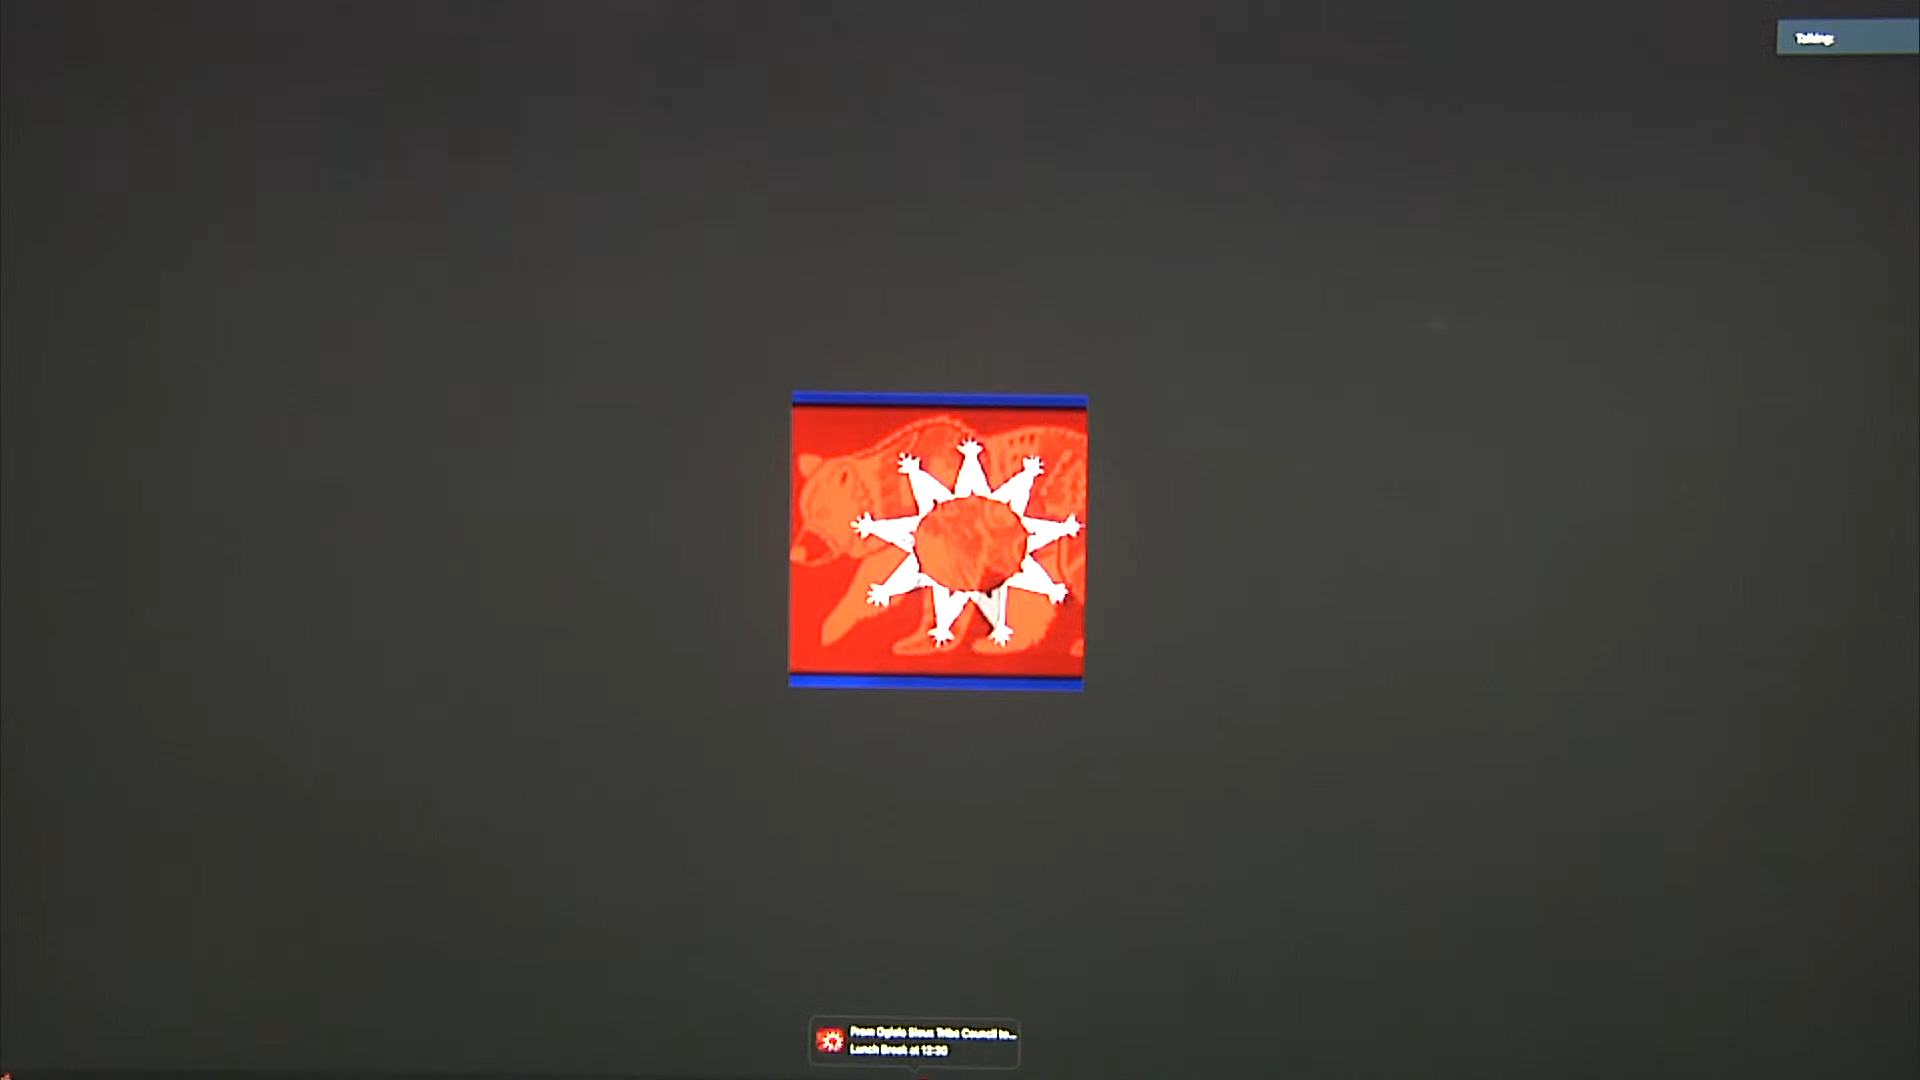 Talking:
From Oglala Sioux Tribe Council to...
Lunch Break at 12:30